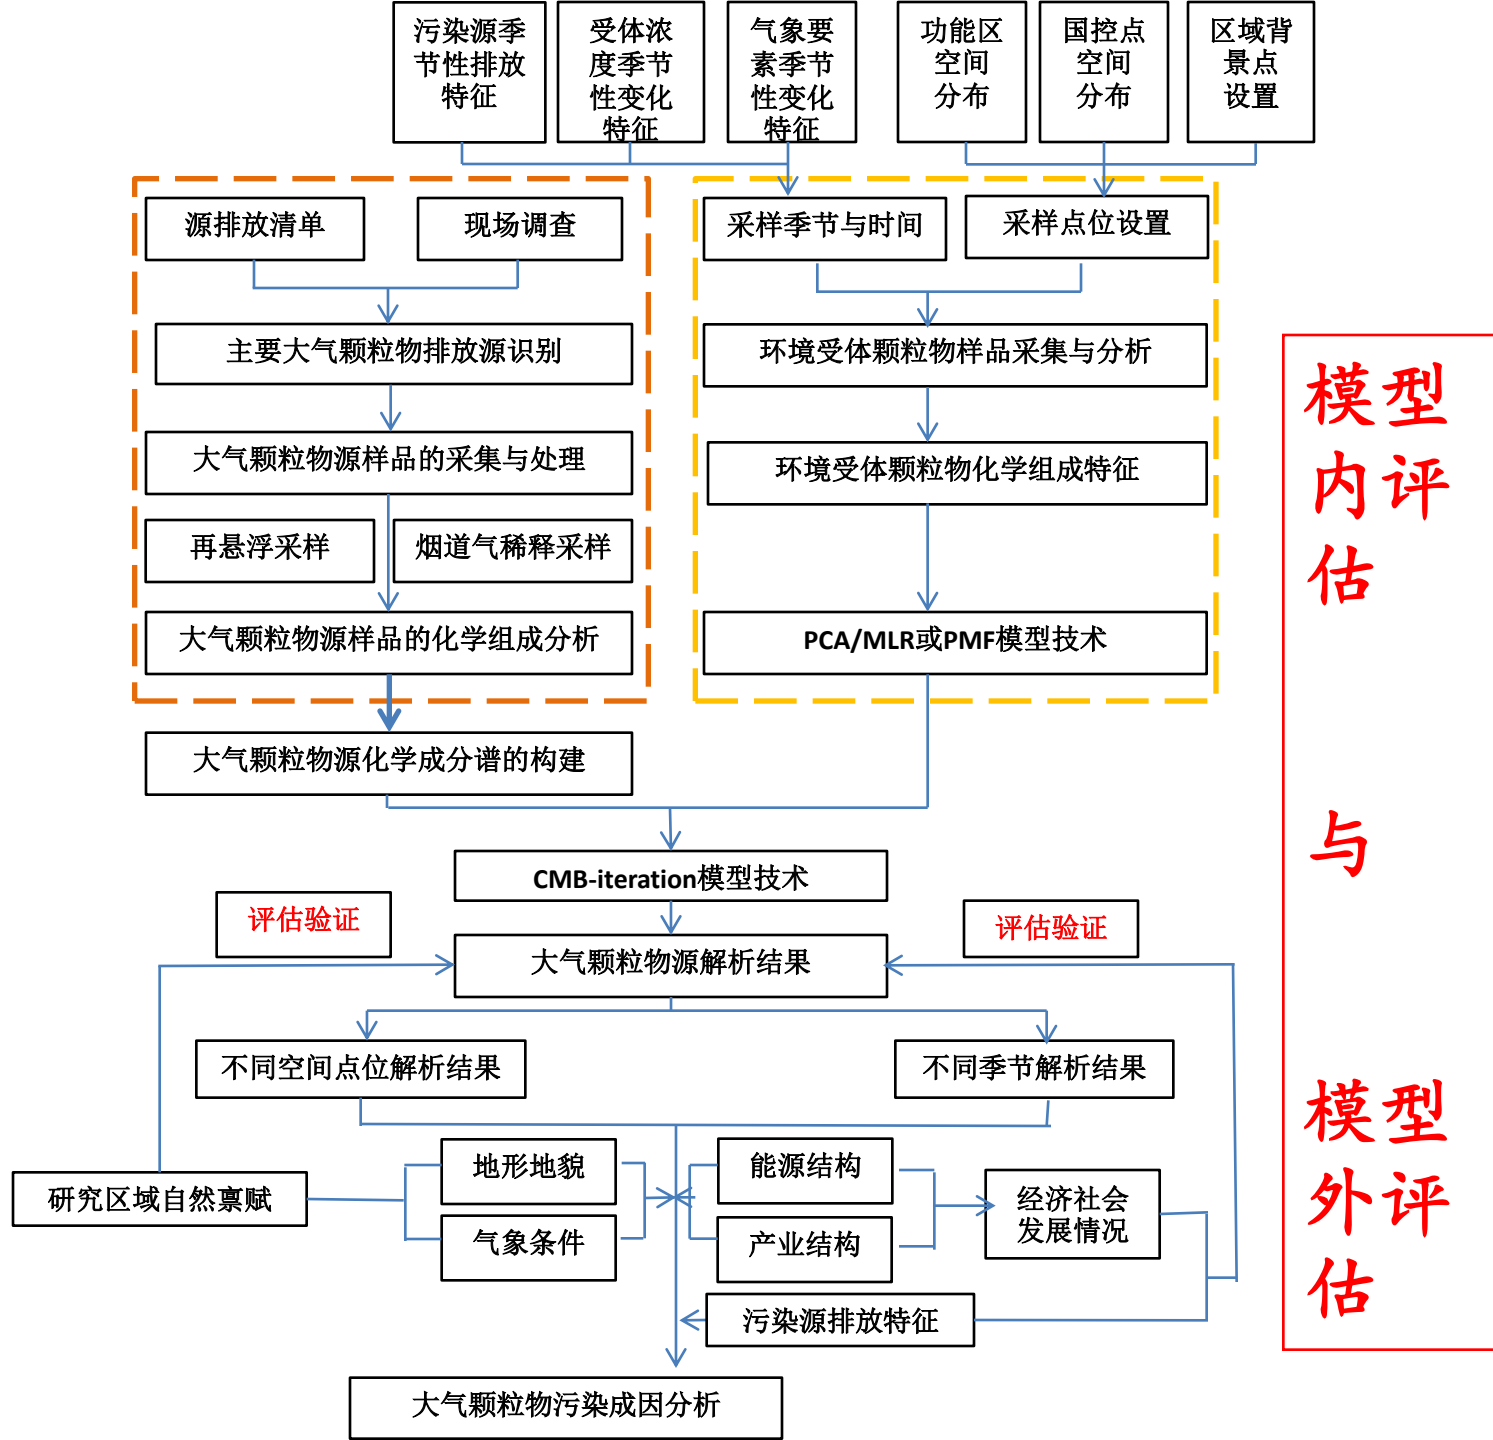 污染源季
节性排放
特征
受体浓
度季节
性变化
特征
气象要
素季节
性变化
特征
功能区
空间
分布
国控点
空间
分布
区域背
景点
设置
源排放清单
现场调查
采样季节与时间
采样点位设置
主要大气颗粒物排放源识别
环境受体颗粒物样品采集与分析
大气颗粒物源样品的采集与处理
环境受体颗粒物化学组成特征
再悬浮采样
烟道气稀释采样
大气颗粒物源样品的化学组成分析
PCA/MLR或PMF模型技术
大气颗粒物源化学成分谱的构建
CMB-iteration模型技术
评估验证
评估验证
大气颗粒物源解析结果
不同空间点位解析结果
不同季节解析结果
地形地貌
能源结构
研究区域自然禀赋
经济社会
发展情况
气象条件
产业结构
污染源排放特征
大气颗粒物污染成因分析
模型
内评
估
与
模型
外评
估